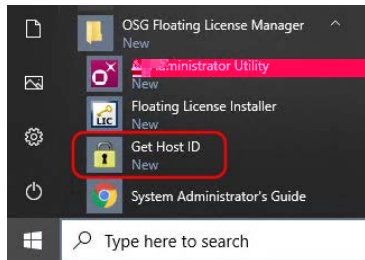 OSG Floating License Manager
New
Administrator Utility
New
Floating License Installer
LIC
New
Get Host ID
New
System Administrator's Guide
Type here to search